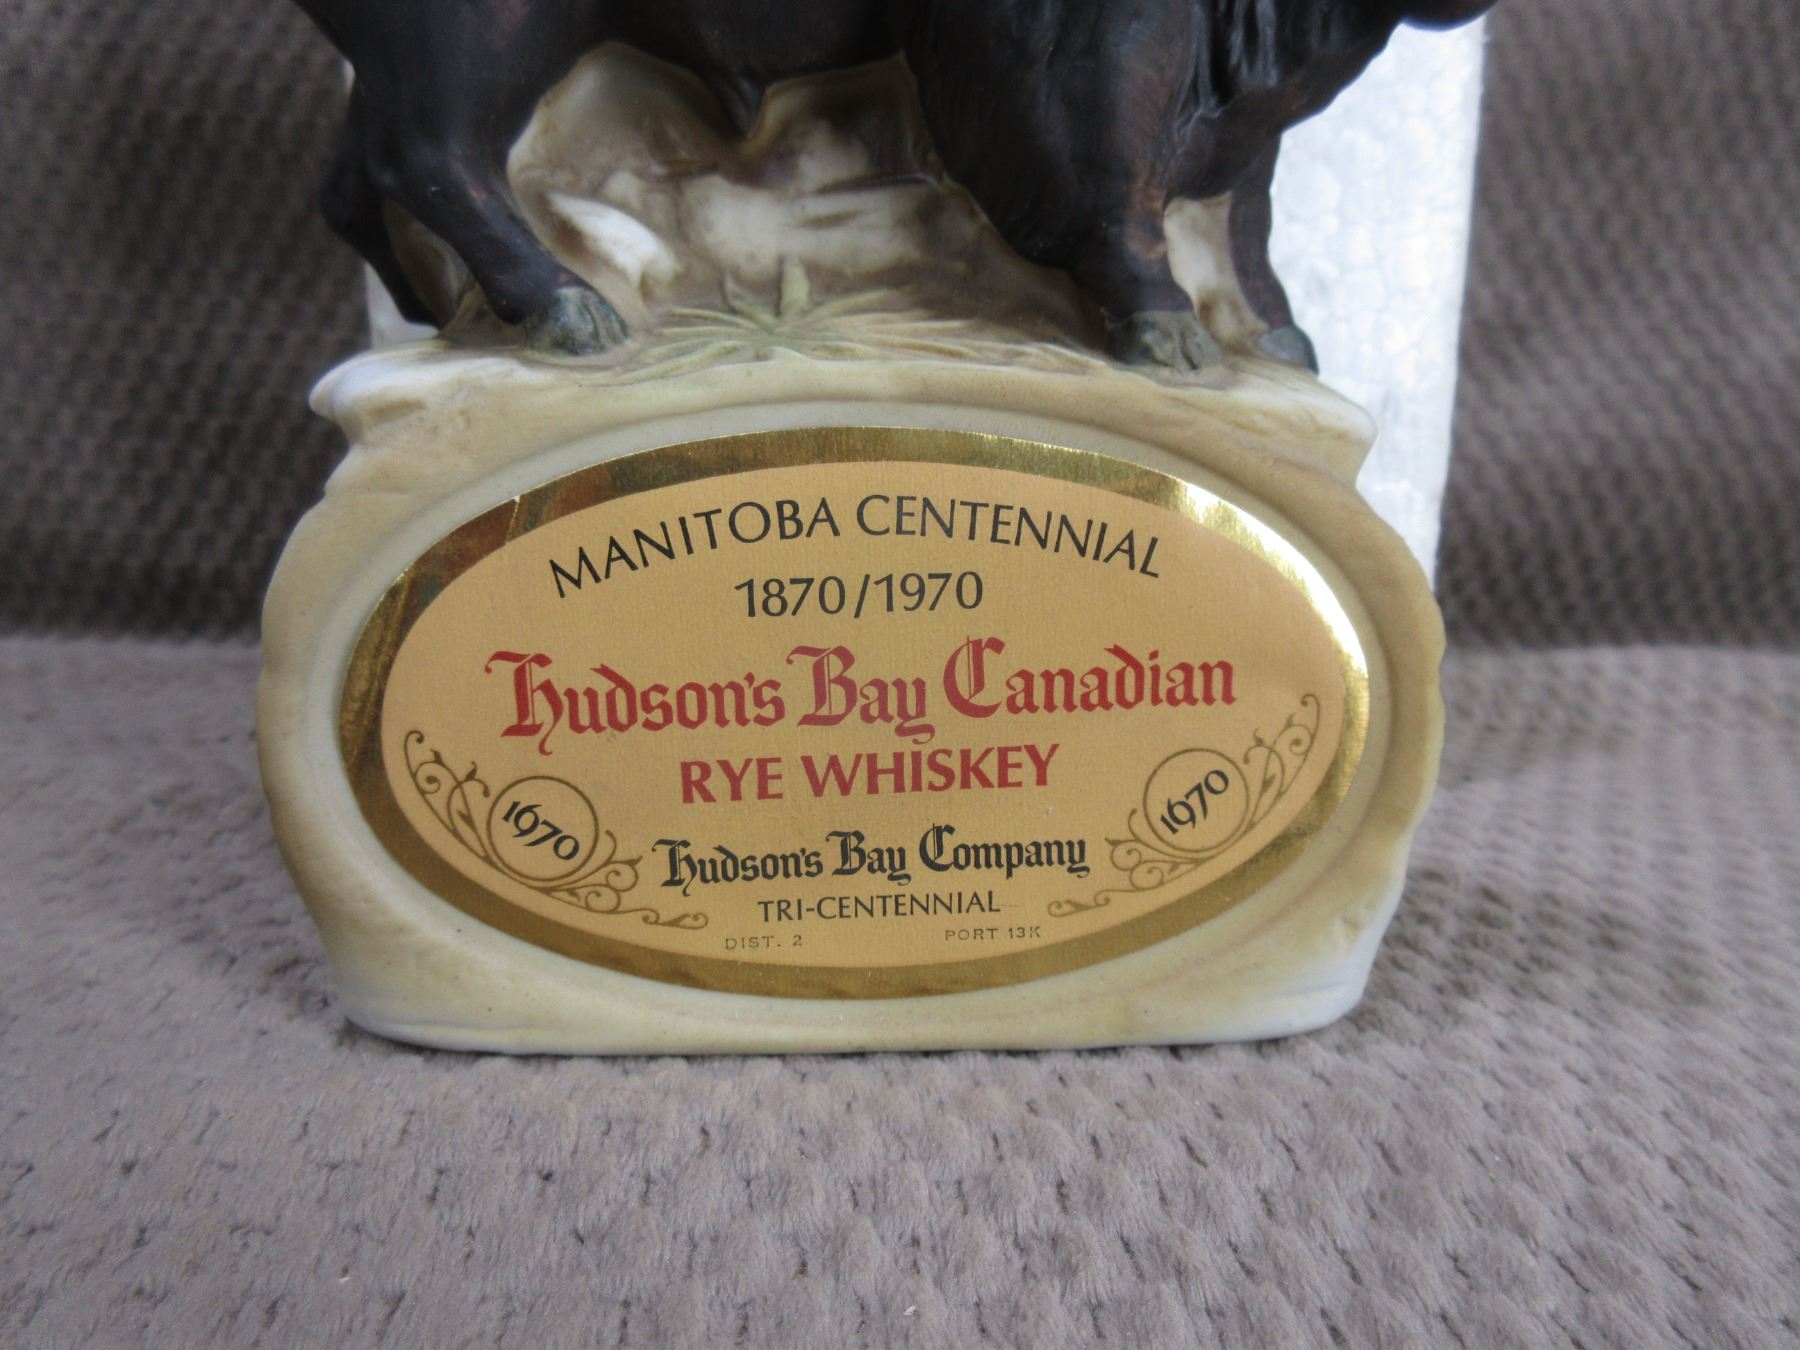 MANITOBA CENTENNIAL
1870/1970
Hudson's Bay Canadian
RYE WHISKEY
1670
1970
Hudson's Bay Company
TRI-CENTENNIAL
DIST. 2 PORT 13K